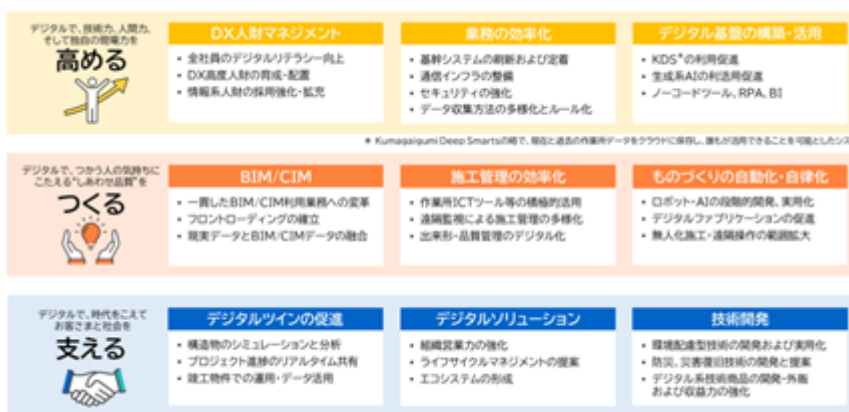 デジタルで、技術力、人間力、
そして独自の現場力を
高める
DX人財マネジメント
・ 全社員のデジタルリテラシー向上
・ DX高度人財の育成・配置
・ 情報系人財の採用強化・拡充
業務の効率化
・ 基幹システムの刷新および定着
・ 通信インフラの整備
・ セキュリティの強化
・ データ収集方法の多様化とルール化
デジタル基盤の構築・活用
・ KDS*の利用促進
・ 生成系AIの利活用促進
・ ノーコードツール、RPA、BI
* Kumagaigumi Deep Smartsの略で、現在と過去の作業所データをクラウドに保存し、誰もが活用できることを可能としたシス
デジタルで、つかう人の気持ちに
こたえる"しあわせ品質"を
つくる
BIM/CIM
・ 一貫したBIM/CIM利用業務への変革
・ フロントローディングの確立
・ 現実データとBIM/CIMデータの融合
施工管理の効率化
・ 作業所ICTツール等の積極的活用
・ 遠隔監視による施工管理の多様化
・ 出来形・品質管理のデジタル化
ものづくりの自動化・自律化
・ ロボット・AIの段階的開発、実用化
・ デジタルファブリケーションの促進
・ 無人化施工・遠隔操作の範囲拡大
デジタルで、時代をこえて
お客さまと社会を
支える
デジタルツインの促進
・ 構造物のシミュレーションと分析
・ プロジェクト進捗のリアルタイム共有
・ 竣工物件での運用・データ活用
デジタルソリューション
・ 組織営業力の強化
・ ライフサイクルマネジメントの提案
・ エコシステムの形成
技術開発
・ 環境配慮型技術の開発および実用化
・ 防災、災害復旧技術の開発と提案
・ デジタル系技術商品の開発・外販
および収益力の強化